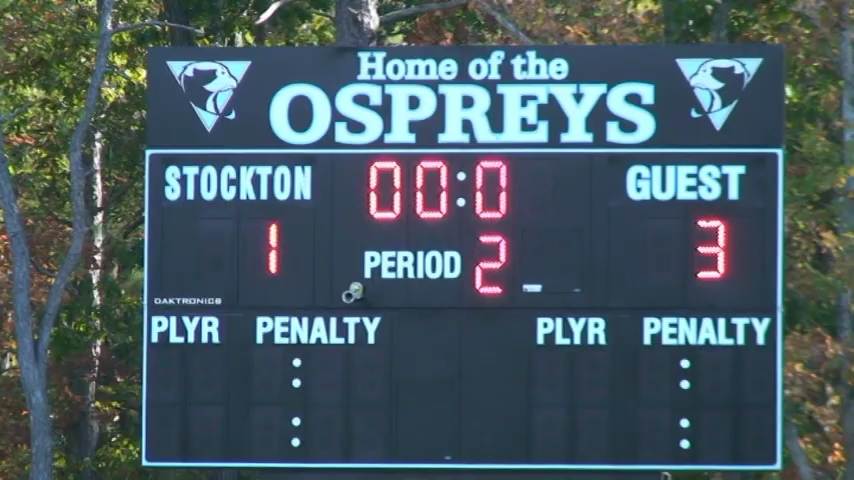 Home of the
OSPREYS
STOCKTON 00:0 GUEST
1 PERIOD 2 3
DAKTRONICS
PLYR PENALTY PLYR PENALTY
: :
: :